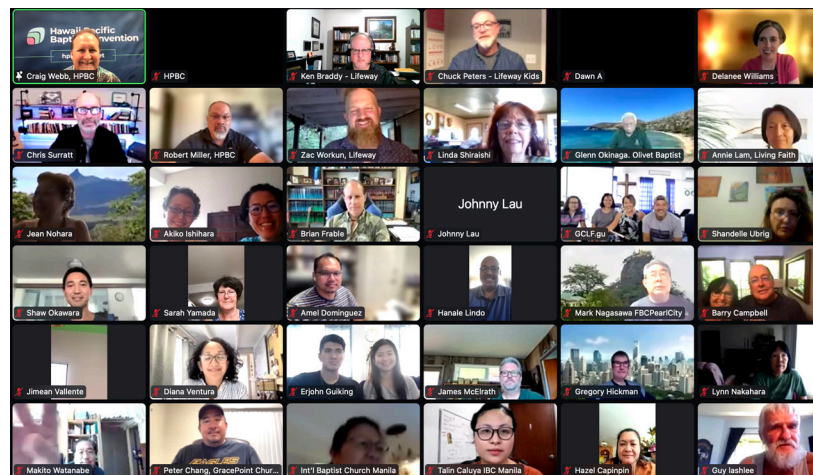 Hawaii Pacific
Baptist Convention
Craig Webb, HPBC
HPBC
Ken Braddy - Lifeway
Chuck Peters - Lifeway Kids
Dawn A
Delanee Williams
Chris Surratt
Robert Miller, HPBC
Zac Workun, Lifeway
Linda Shiraishi
Glenn Okinaga. Olivet Baptist
Annie Lam, Living Faith
Jean Nohara
Akiko Ishihara
Brian Frable
Johnny Lau
Johnny Lau
GCLF.gu
Shandelle Ubrig
Shaw Okawara
Sarah Yamada
Amel Dominguez
Hanale Lindo
Mark Nagasawa FBCPearlCity
Barry Campbell
Jimean Vallente
Diana Ventura
Erjohn Guiking
James McElrath
Gregory Hickman
Lynn Nakahara
Makito Watanabe
Peter Chang, GracePoint Chur...
Int'l Baptist Church Manila
Talin Caluya IBC Manila
Hazel Capinpin
Guy lashlee